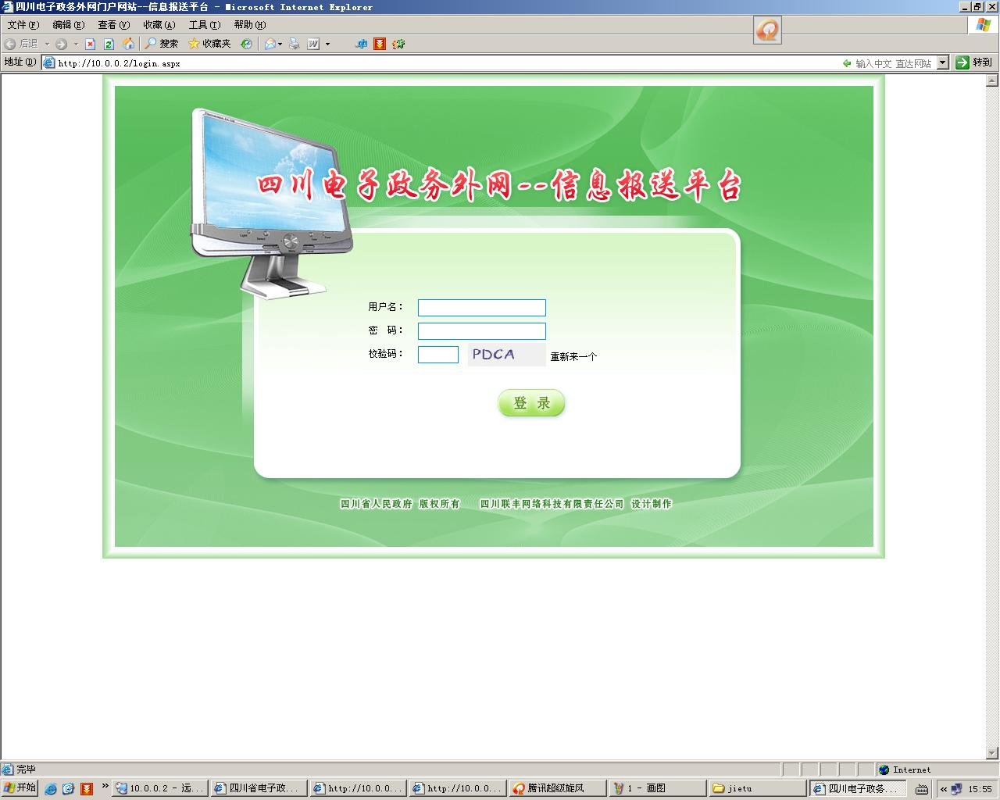 四川电子政务外网门户网站--信息报送平台 - Microsoft Internet Explorer
文件(F) 编辑(E) 查看(V) 收藏(A) 工具(T) 帮助(H)
后退 搜索 收藏夹
地址(D) http://10.0.0.2/login.aspx 输入中文 直达网站 转到
四川电子政务外网--信息报送平台
用户名：
密 码：
校验码： PDCA 重新来一个
登 录
四川省人民政府 版权所有 四川联丰网络科技有限责任公司 设计制作
完毕 Internet
开始 10.0.0.2 - 远... 四川省电子政... http://10.0.0... http://10.0.0... 腾讯超级旋风 1 - 画图 jietu 四川电子政务... 15:55